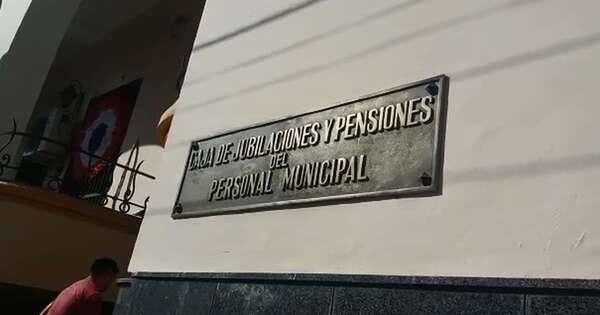 CAJA DE JUBILACIONES Y PENSIONES
DEL
PERSONAL MUNICIPAL